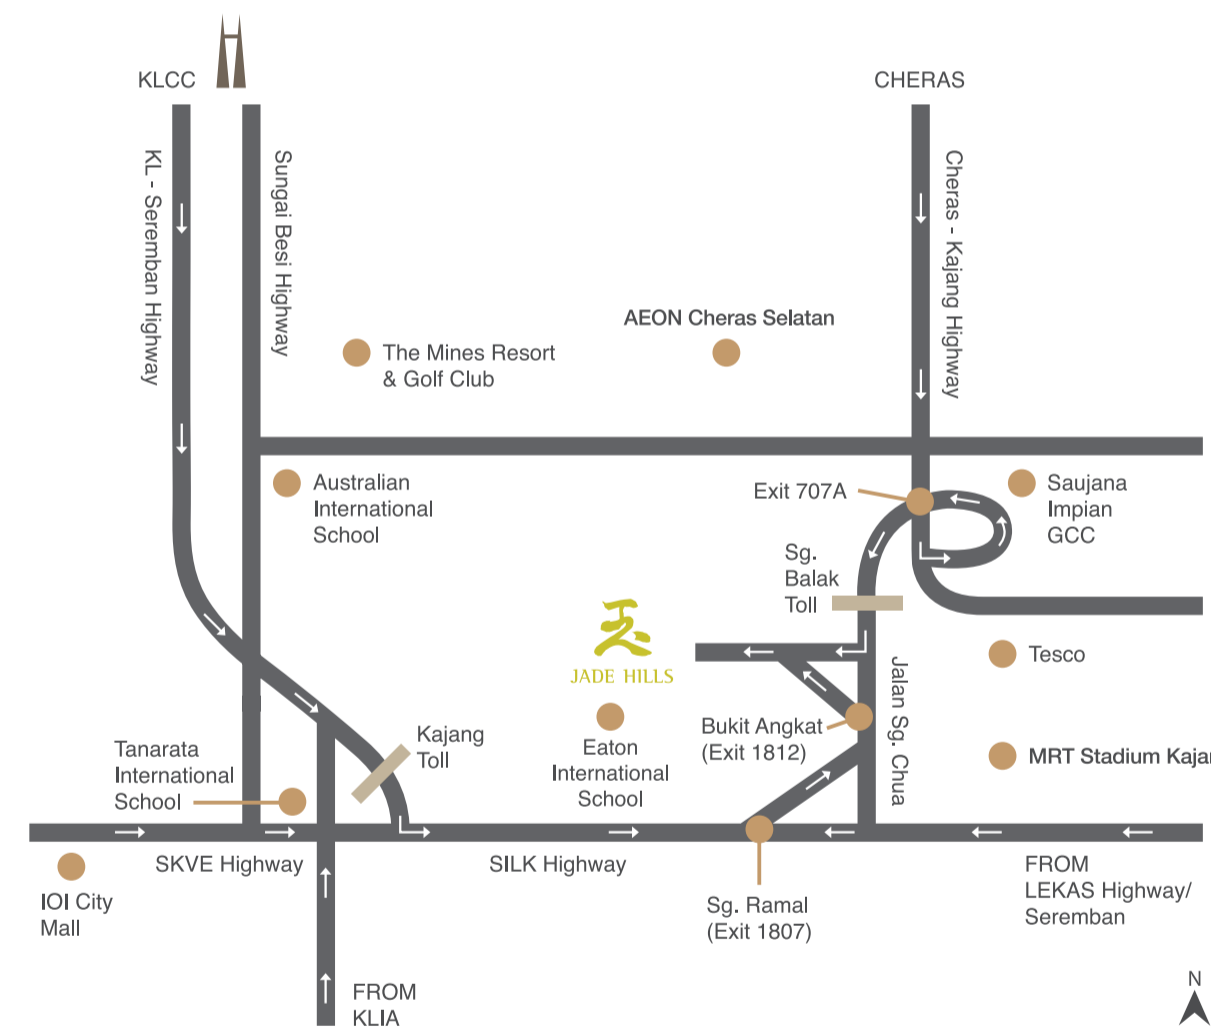 KLCC
CHERAS
KL - Seremban Highway
Sungai Besi Highway
Cheras - Kajang Highway
AEON Cheras Selatan
The Mines Resort
& Golf Club
Australian
International
School
Exit 707A
Saujana
Impian
GCC
Sg.
Balak
Toll
玉
JADE HILLS
Tesco
Jalan Sg. Chua
Bukit Angkat
(Exit 1812)
Kajang
Toll
Eaton
International
School
Tanarata
International
School
MRT Stadium Kajar
SKVE Highway
SILK Highway
FROM
LEKAS Highway/
Seremban
IOI City
Mall
Sg. Ramal
(Exit 1807)
FROM
KLIA
N